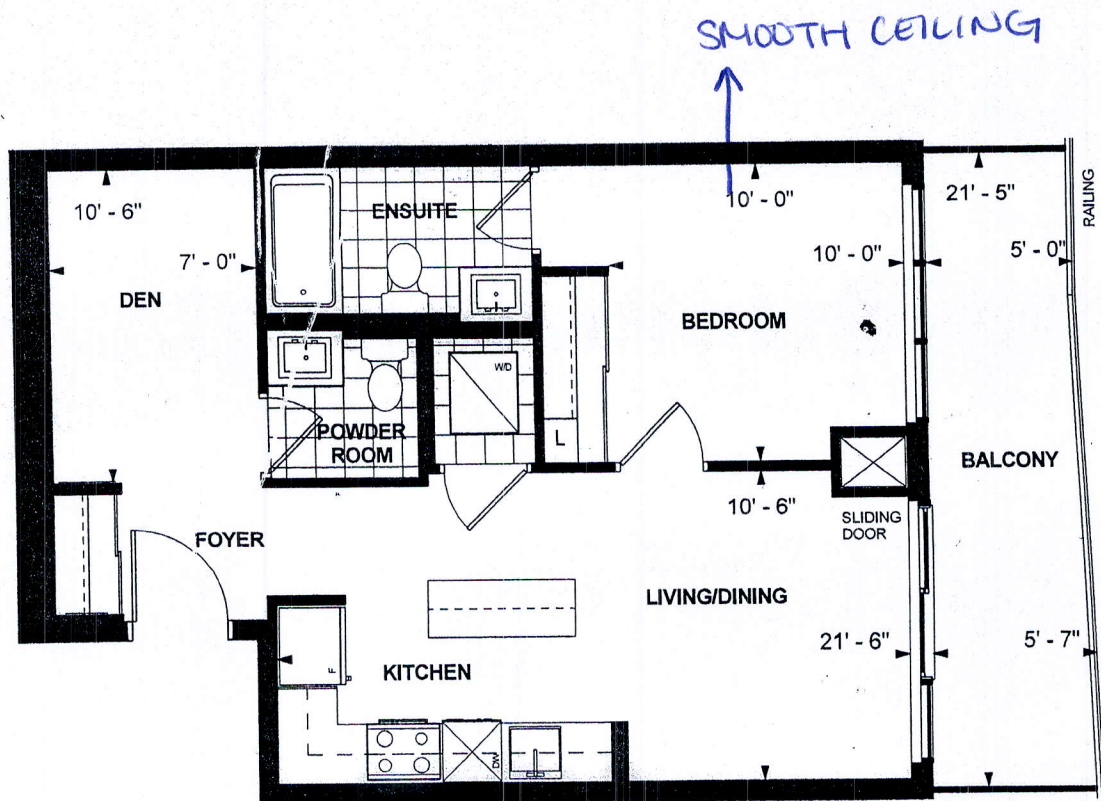 SMOOTH CEILING
10' - 6"
7' - 0"
DEN
ENSUITE
10' - 0"
10' - 0"
BEDROOM
21' - 5"
5' - 0"
RAILING
W/D
POWDER
ROOM
L
BALCONY
10' - 6"
SLIDING
DOOR
FOYER
LIVING/DINING
21' - 6"
5' - 7"
F
KITCHEN
DW